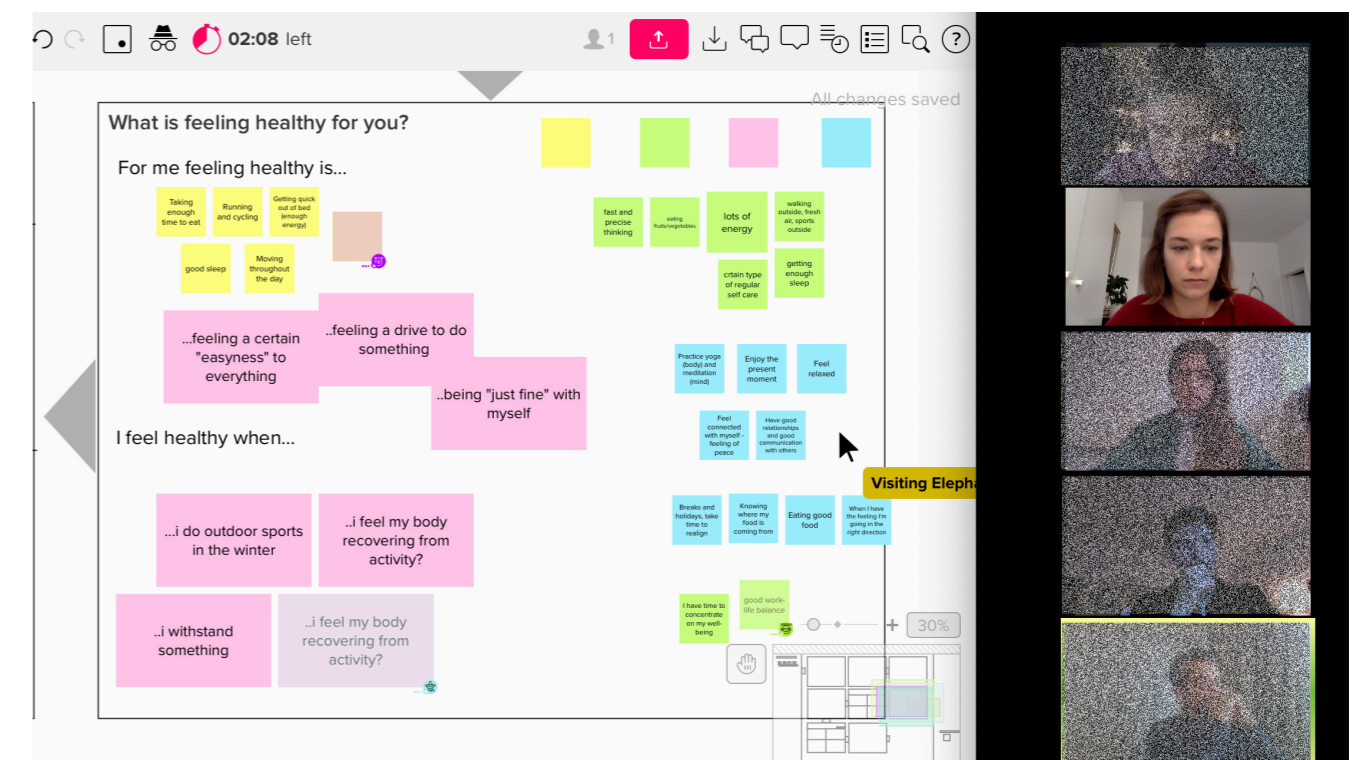 02:08 left
1
?
All changes saved
What is feeling healthy for you?
For me feeling healthy is...
Taking
enough
time to eat
Running
and cycling
Getting quick
out of bed
(enough
energy)
good sleep
Moving
throughout
the day
fast and
precise
thinking
eating
fruits/vegetables
lots of
energy
walking
outside, fresh
air, sports
outside
crtain type
of regular
self care
getting
enough
sleep
...feeling a certain
"easyness" to
everything
..feeling a drive to do
something
..being "just fine" with
myself
Practice yoga
(body) and
meditation
(mind)
Enjoy the
present
moment
Feel
relaxed
Feel
connected
with myself -
feeling of
peace
Have good
relationships
and good
communication
with others
I feel healthy when...
Visiting Eleph
...i do outdoor sports
in the winter
..i feel my body
recovering from
activity?
Breaks and
holidays, take
time to
realign
Knowing
where my
food is
coming from
Eating good
food
When I have
the feeling I'm
going in the
right direction
..i withstand
something
..i feel my body
recovering from
activity?
I have time to
concentrate
on my well-
being
good work-
life balance
30%